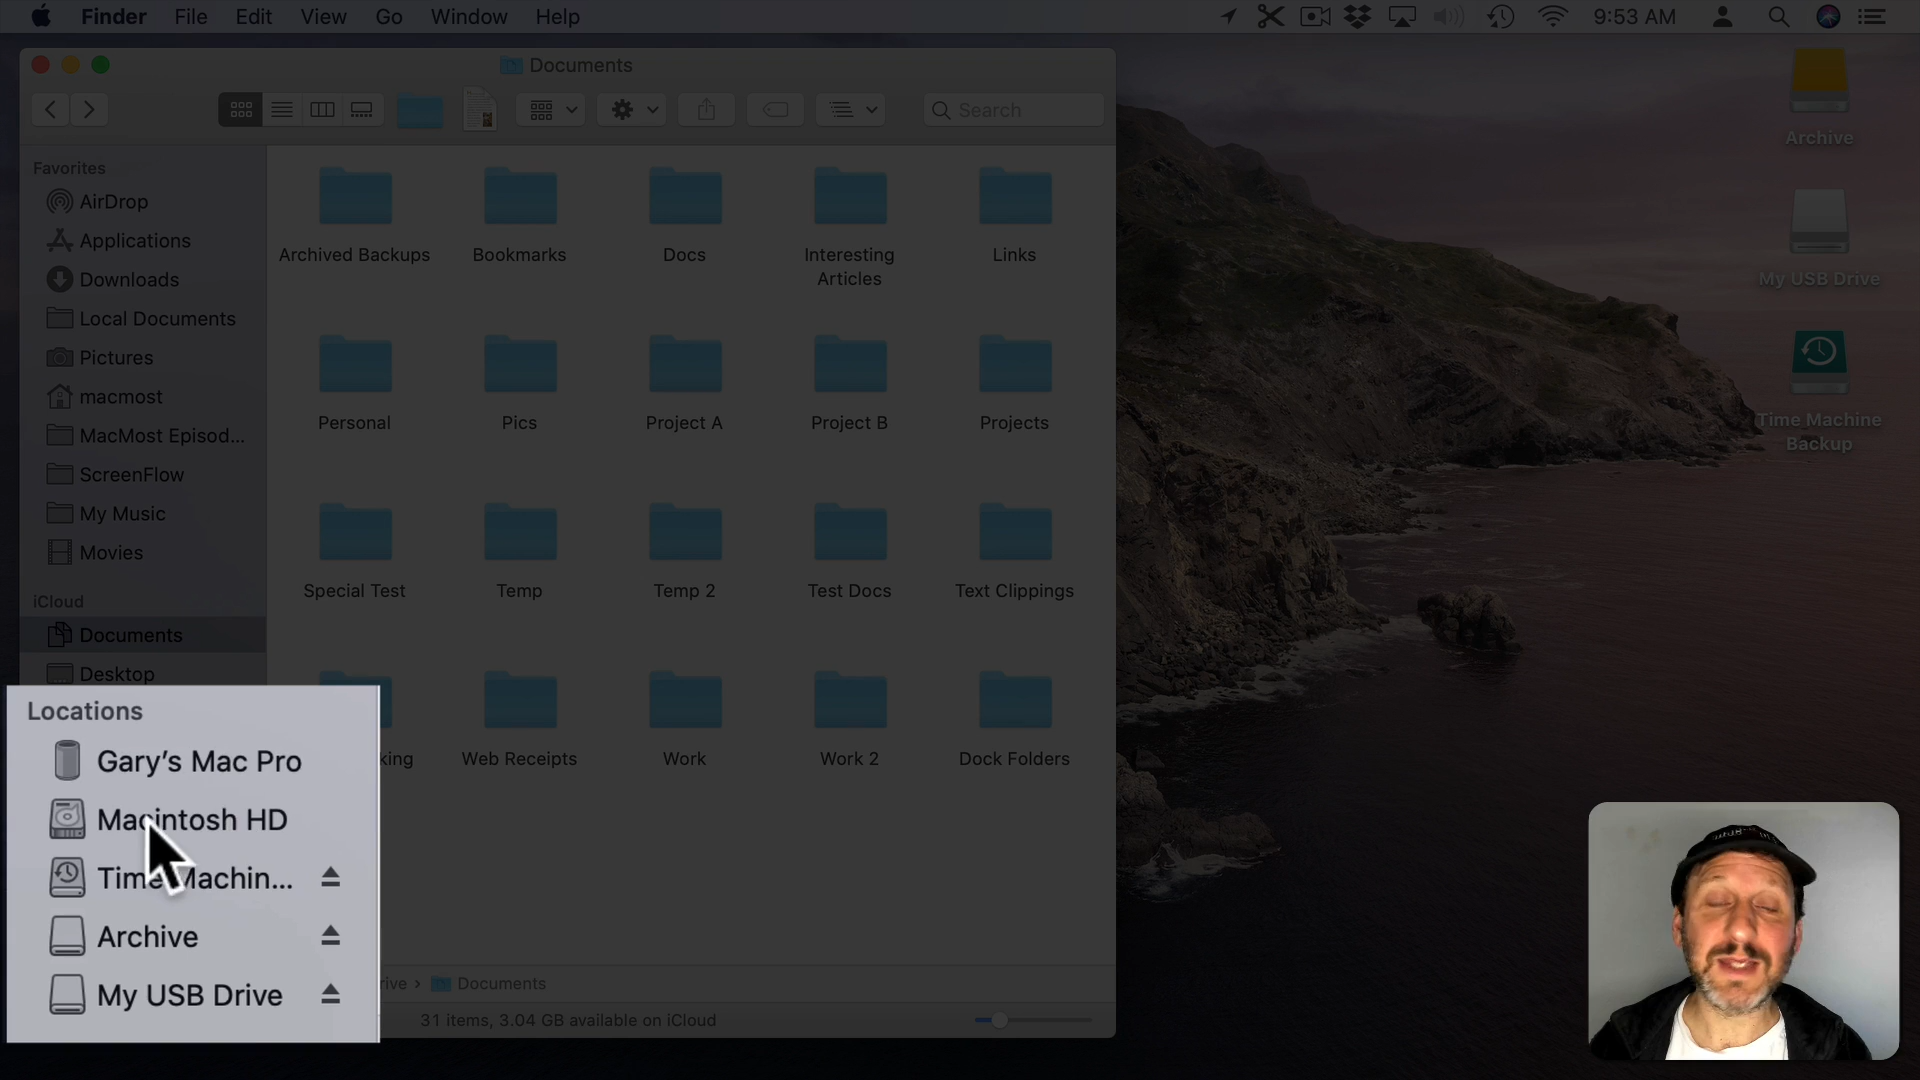 Finder File Edit View Go Window Help 9:53 AM
Documents
Search
Favorites
AirDrop
Applications
Downloads
Local Documents
Pictures
macmost
MacMost Episod...
ScreenFlow
My Music
Movies
iCloud
Documents
Desktop
Locations
Gary's Mac Pro
Macintosh HD
Time Machin...
Archive
My USB Drive
Archived Backups Bookmarks Docs Interesting Links
Articles
Personal Pics Project A Project B Projects
Special Test Temp Temp 2 Test Docs Text Clippings
king Web Receipts Work Work 2 Dock Folders
rive › Documents
31 items, 3.04 GB available on iCloud
Archive
My USB Drive
Time Machine
Backup